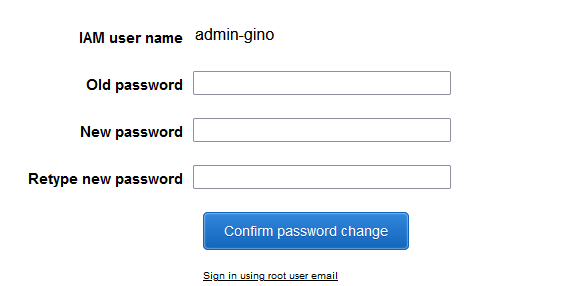 IAM user name admin-gino
Old password
New password
Retype new password
Confirm password change
Sign in using root user email